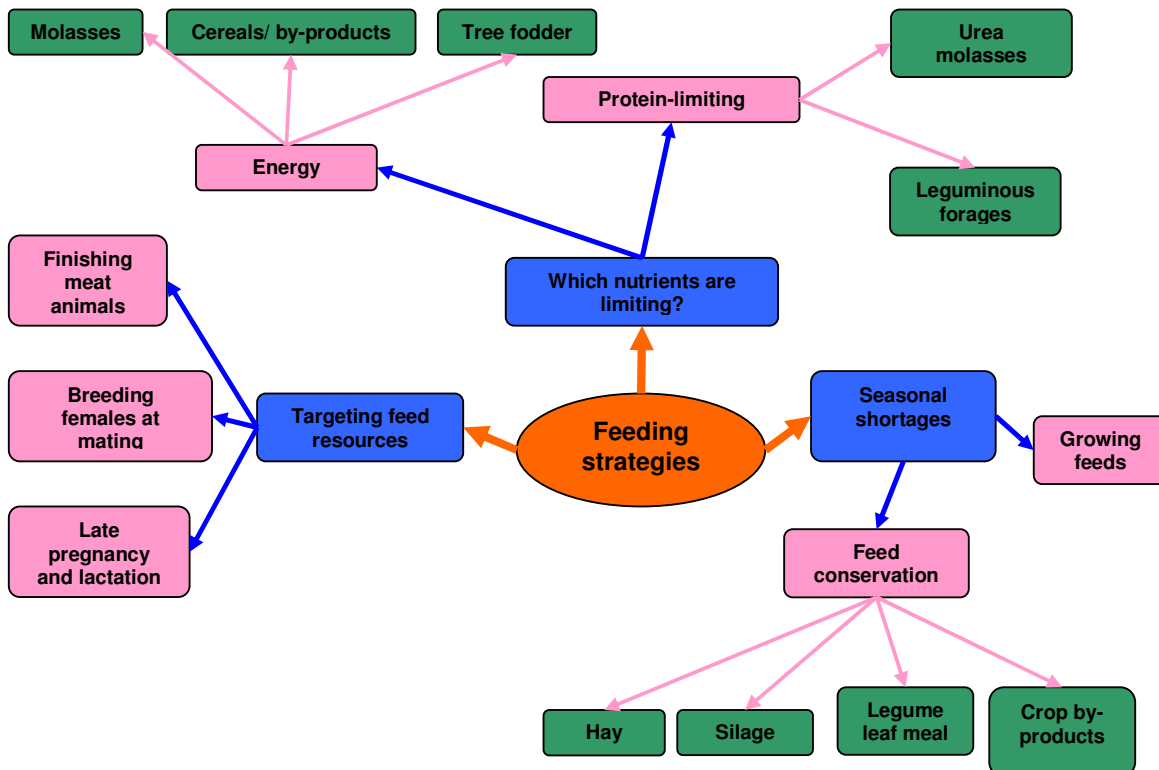 Molasses
Cereals/ by-products
Tree fodder
Urea
molasses
Protein-limiting
Energy
Leguminous
forages
Finishing
meat
animals
Which nutrients are
limiting?
Breeding
females at
mating
Targeting feed
resources
Feeding
strategies
Seasonal
shortages
Growing
feeds
Late
pregnancy
and lactation
Feed
conservation
Hay
Silage
Legume
leaf meal
Crop by-
products